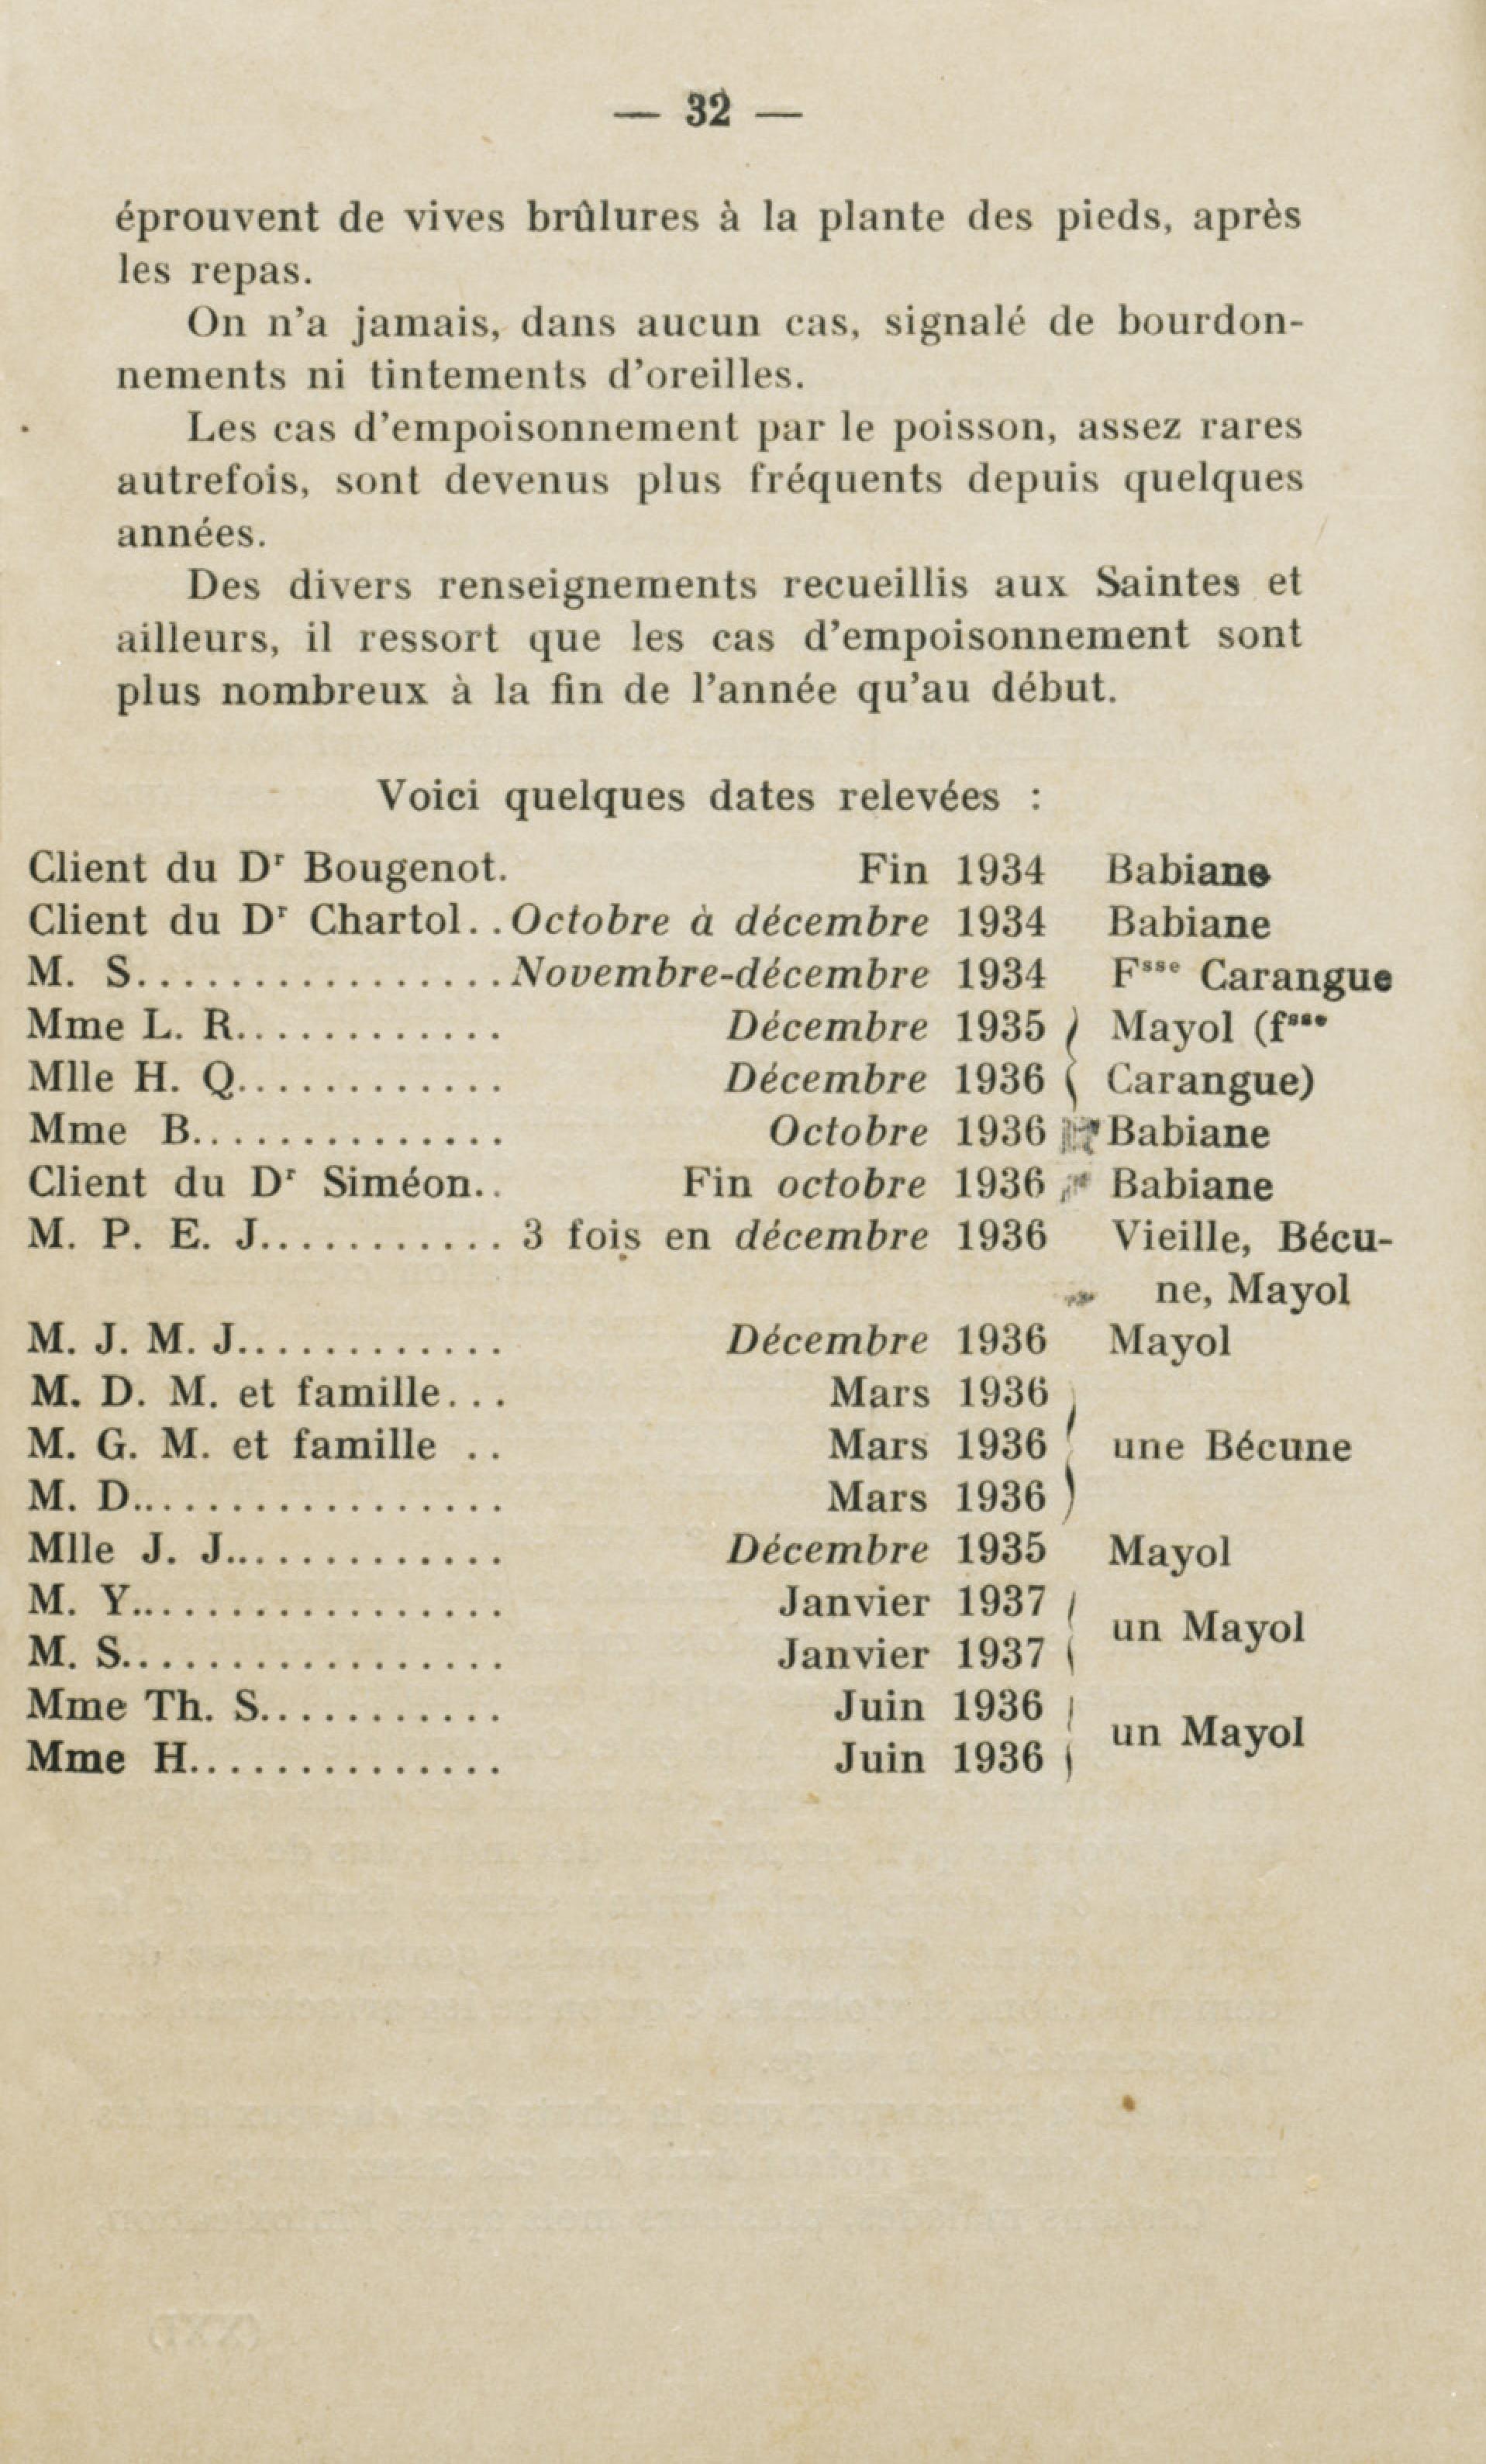 — 32 —
éprouvent de vives brûlures à la plante des pieds, après
les repas.
On n'a jamais, dans aucun cas, signalé de bourdon-
nements ni tintements d'oreilles.
Les cas d'empoisonnement par le poisson, assez rares
autrefois, sont devenus plus fréquents depuis quelques
années.
Des divers renseignements recueillis aux Saintes et
ailleurs, il ressort que les cas d'empoisonnement sont
plus nombreux à la fin de l'année qu'au début.
Voici quelques dates relevées :
Client du Dr Bougenot. Fin 1934 Babiane
Client du Dr Chartol. . Octobre à décembre 1934 Babiane
M. S................. Novembre-décembre 1934 Fsse Carangue
Mme L. R............. Décembre 1935 ) Mayol (fsse
Mlle H. Q............. Décembre 1936 ( Carangue)
Mme B............... Octobre 1936 Babiane
Client du Dr Siméon.. Fin octobre 1936 Babiane
M. P. E. J............ 3 fois en décembre 1936 Vieille, Bécu-
ne, Mayol
M. J. M. J............. Décembre 1936 Mayol
M. D. M. et famille... Mars 1936
M. G. M. et famille .. Mars 1936 une Bécune
M. D................. Mars 1936 )
Mlle J. J............. Décembre 1935 Mayol
M. Y................. Janvier 1937
un Mayol
M. S................. Janvier 1937
Mme Th. S........... Juin 1936
un Mayol
Mme H.............. Juin 1936